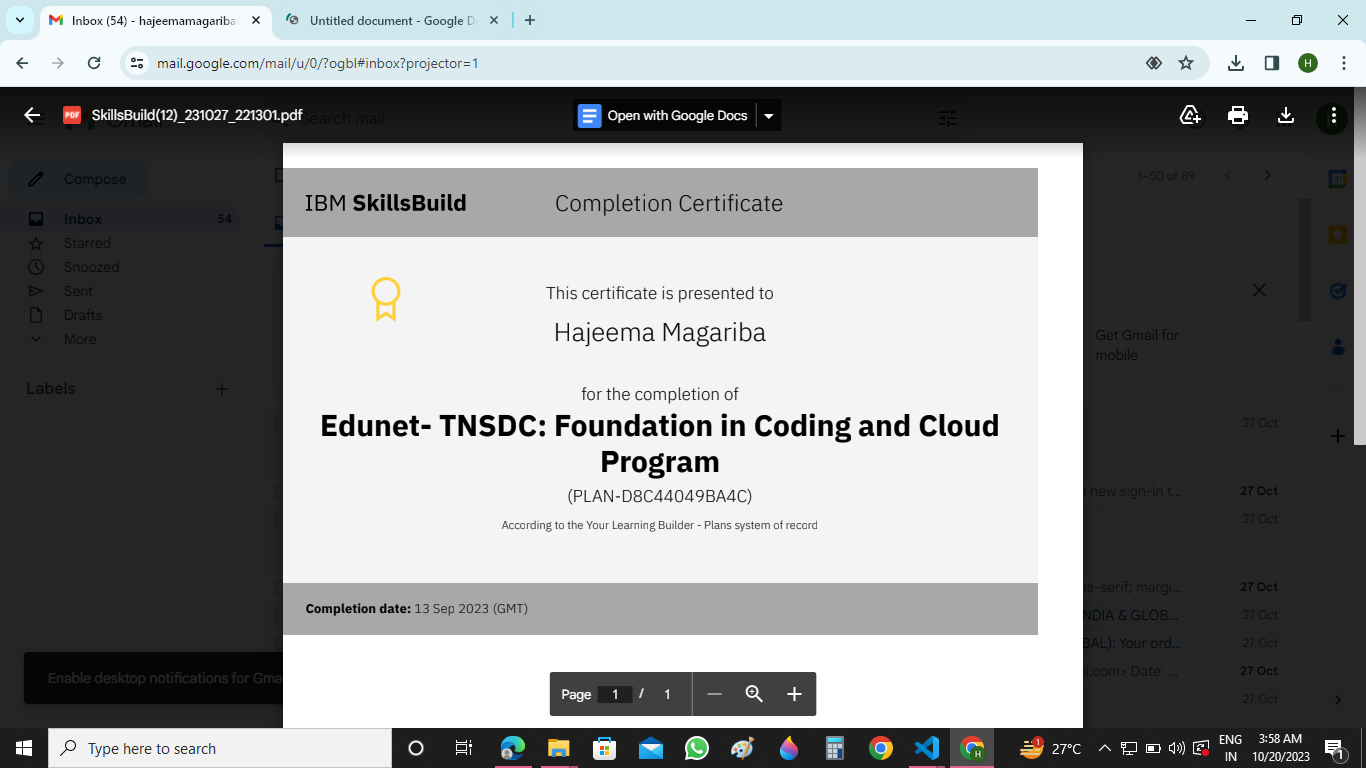 Inbox (54) - hajeemamagariba
Untitled document - Google D
mail.google.com/mail/u/0/?ogbl#inbox?projector=1
H
PDF
SkillsBuild(12)_231027_221301.pdf
Open with Google Docs
Search mail
Compose
1–50 of 89
Inbox 54
Starred
Snoozed
Sent
Drafts
More
Labels
Get Gmail for
mobile
IBM SkillsBuild Completion Certificate
This certificate is presented to
Hajeema Magariba
for the completion of
Edunet- TNSDC: Foundation in Coding and Cloud
Program
(PLAN-D8C44049BA4C)
According to the Your Learning Builder - Plans system of record
Completion date: 13 Sep 2023 (GMT)
27 Oct
new sign-in t... 27 Oct
27 Oct
ns-serif; margi... 27 Oct
NDIA & GLOB... 27 Oct
BAL): Your ord... 27 Oct
il.com> Date: ... 27 Oct
27 Oct
Enable desktop notifications for Gma
Page 1 / 1
Type here to search
H
1
27°C
ENG
IN
3:58 AM
10/20/2023
1